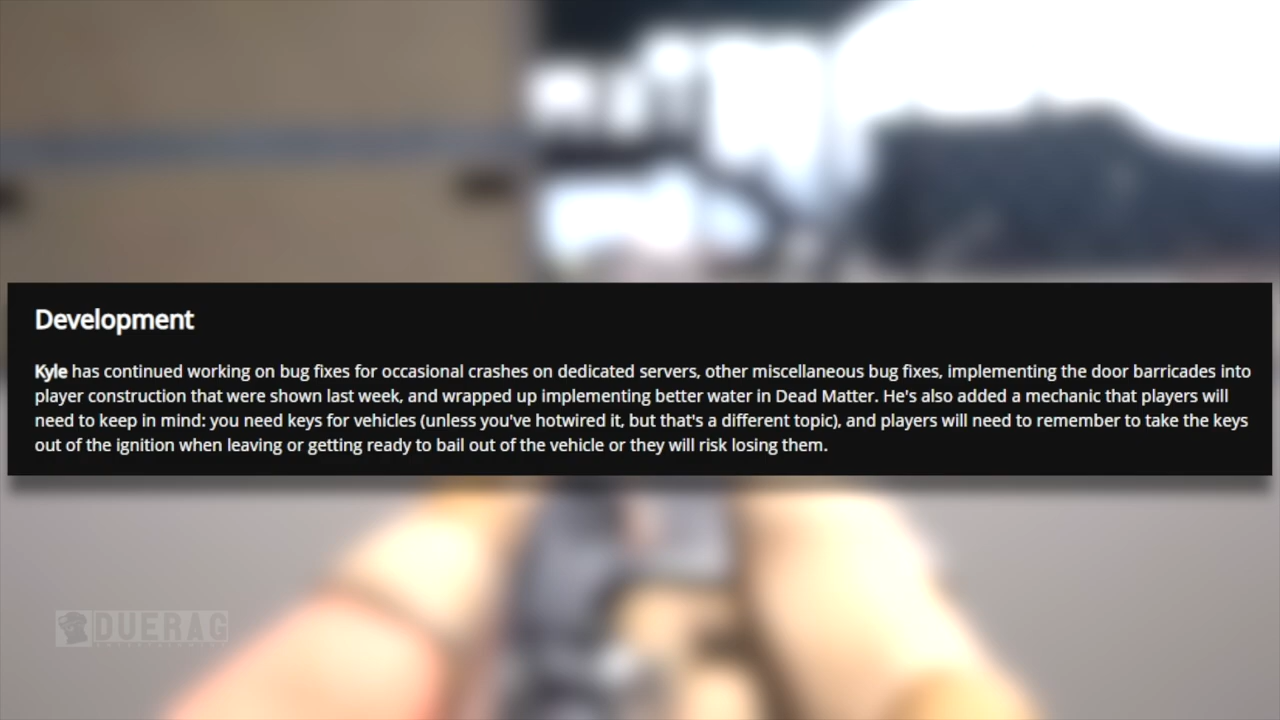 Development
Kyle has continued working on bug fixes for occasional crashes on dedicated servers, other miscellaneous bug fixes, implementing the door barricades into
player construction that were shown last week, and wrapped up implementing better water in Dead Matter. He's also added a mechanic that players will
need to keep in mind: you need keys for vehicles (unless you've hotwired it, but that's a different topic), and players will need to remember to take the keys
out of the ignition when leaving or getting ready to bail out of the vehicle or they will risk losing them.
DUERAG